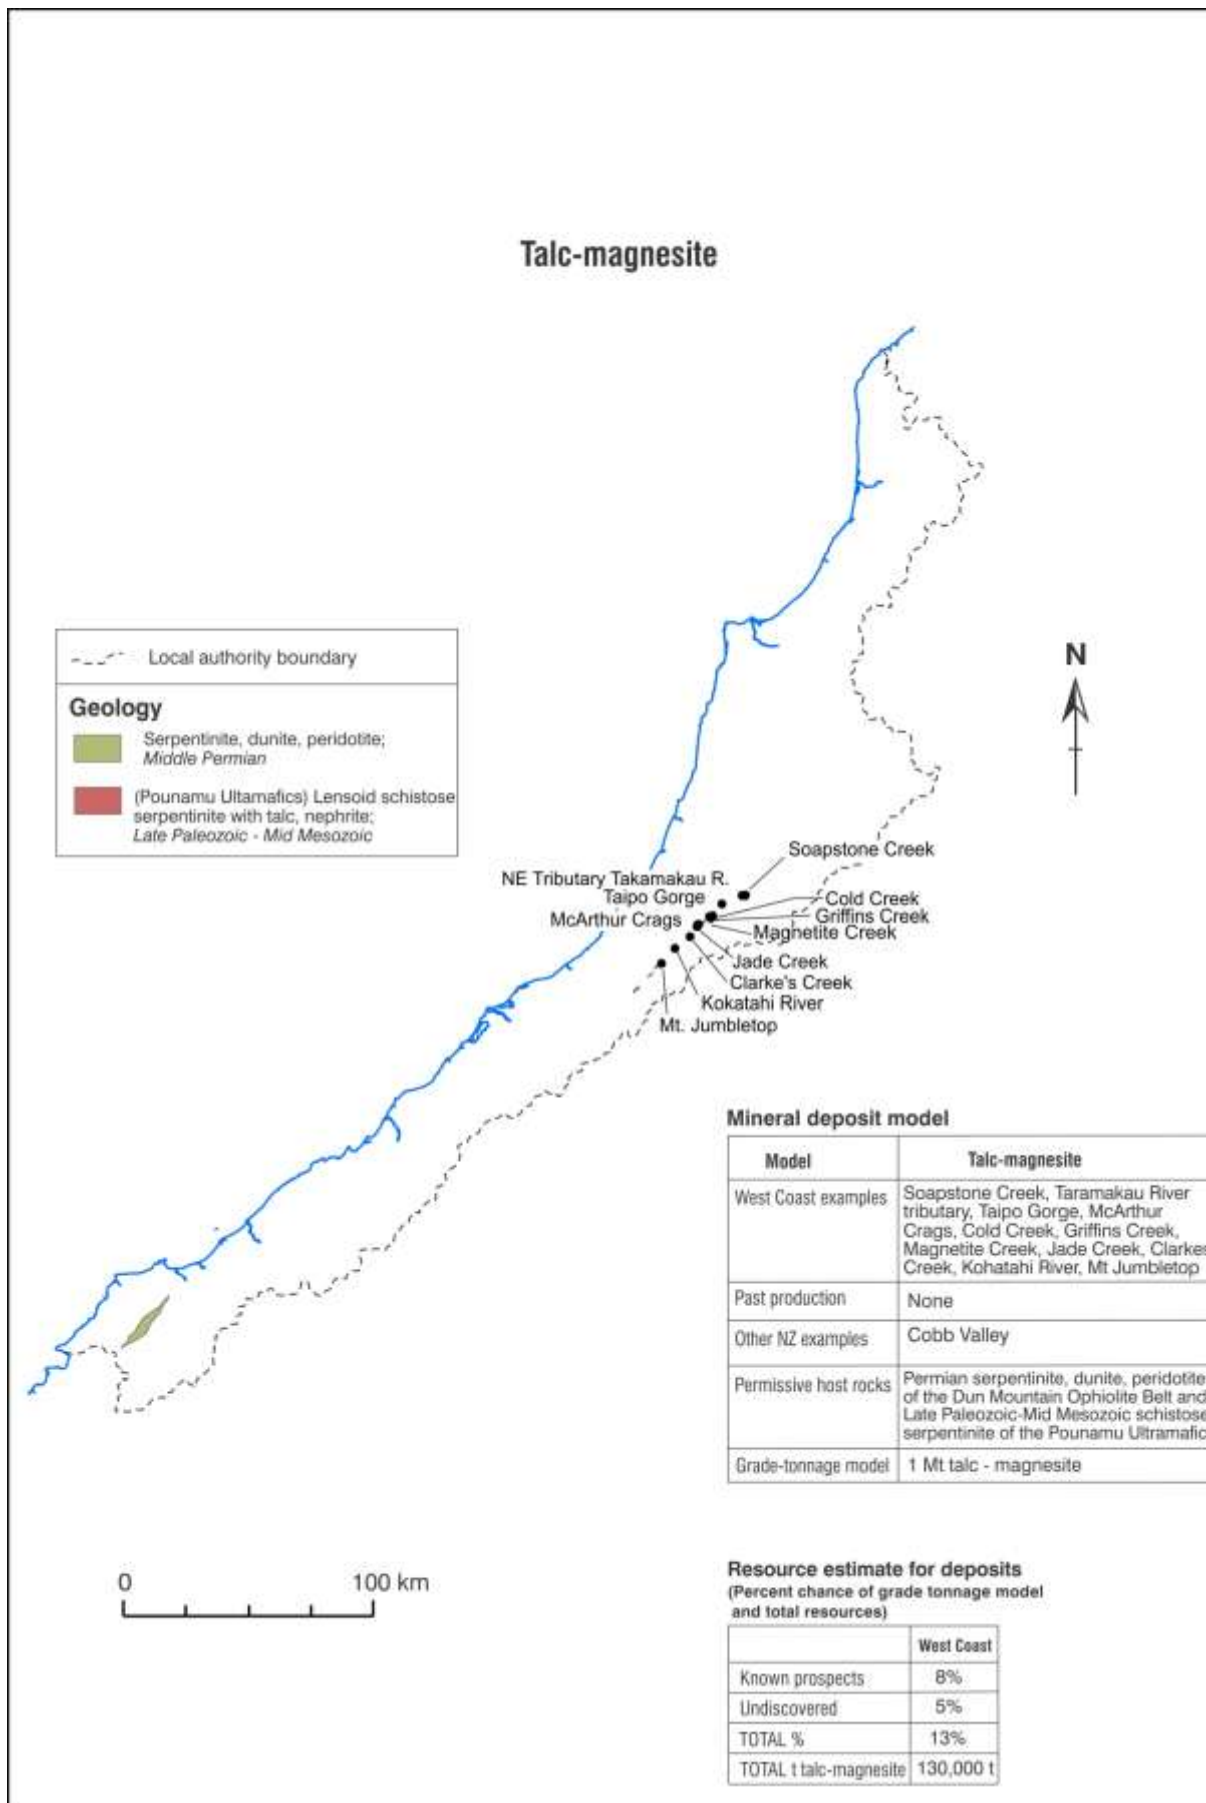 Talc-magnesite
Local authority boundary
Geology
Serpentinite, dunite, peridotite;
Middle Permian
(Pounamu Ultamafics) Lensoid schistose
serpentinite with talc, nephrite;
Late Paleozoic - Mid Mesozoic
N
Soapstone Creek
NE Tributary Takamakau R.
Taipo Gorge
Cold Creek
McArthur Crags
Griffins Creek
Magnetite Creek
Jade Creek
Clarke's Creek
Kokatahi River
Mt. Jumbletop
Mineral deposit model
Model Talc-magnesite
West Coast examples Soapstone Creek, Taramakau River
tributary, Taipo Gorge, McArthur
Crags, Cold Creek, Griffins Creek,
Magnetite Creek, Jade Creek, Clarkes
Creek, Kohatahi River, Mt Jumbletop
Past production None
Other NZ examples Cobb Valley
Permissive host rocks Permian serpentinite, dunite, peridotite
of the Dun Mountain Ophiolite Belt and
Late Paleozoic-Mid Mesozoic schistose
serpentinite of the Pounamu Ultramafic
Grade-tonnage model 1 Mt talc - magnesite
0 100 km
Resource estimate for deposits
(Percent chance of grade tonnage model
and total resources)
West Coast
Known prospects 8%
Undiscovered 5%
TOTAL % 13%
TOTAL t talc-magnesite 130,000 t